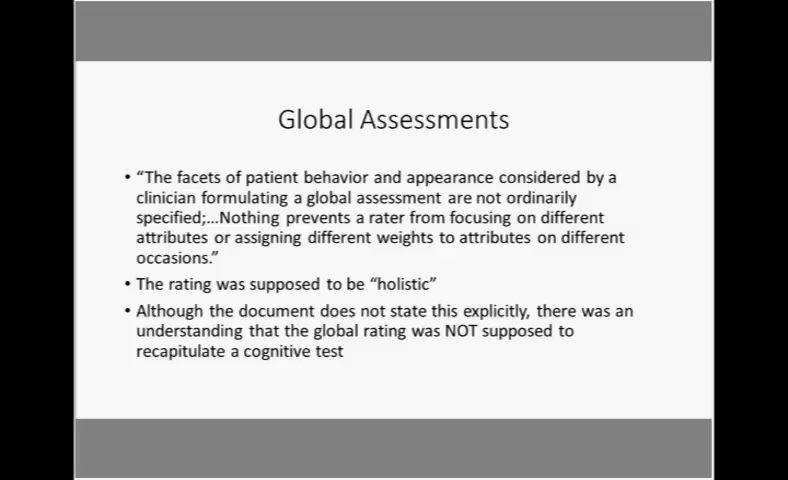 Global Assessments
• “The facets of patient behavior and appearance considered by a
clinician formulating a global assessment are not ordinarily
specified;...Nothing prevents a rater from focusing on different
attributes or assigning different weights to attributes on different
occasions.”
• The rating was supposed to be “holistic”
• Although the document does not state this explicitly, there was an
understanding that the global rating was NOT supposed to
recapitulate a cognitive test